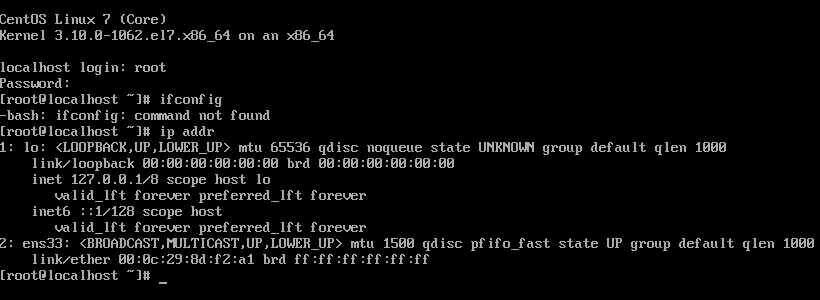 CentOS Linux 7 (Core)
Kernel 3.10.0-1062.el7.x86_64 on an x86_64
localhost login: root
Password:
[root@localhost ~]# ifconfig
-bash: ifconfig: command not found
[root@localhost ~]# ip addr
1: lo: <LOOPBACK,UP,LOWER_UP> mtu 65536 qdisc noqueue state UNKNOWN group default qlen 1000
    link/loopback 00:00:00:00:00:00 brd 00:00:00:00:00:00
    inet 127.0.0.1/8 scope host lo
       valid_lft forever preferred_lft forever
    inet6 ::1/128 scope host
       valid_lft forever preferred_lft forever
2: ens33: <BROADCAST,MULTICAST,UP,LOWER_UP> mtu 1500 qdisc pfifo_fast state UP group default qlen 1000
    link/ether 00:0c:29:8d:f2:a1 brd ff:ff:ff:ff:ff:ff
[root@localhost ~]# _